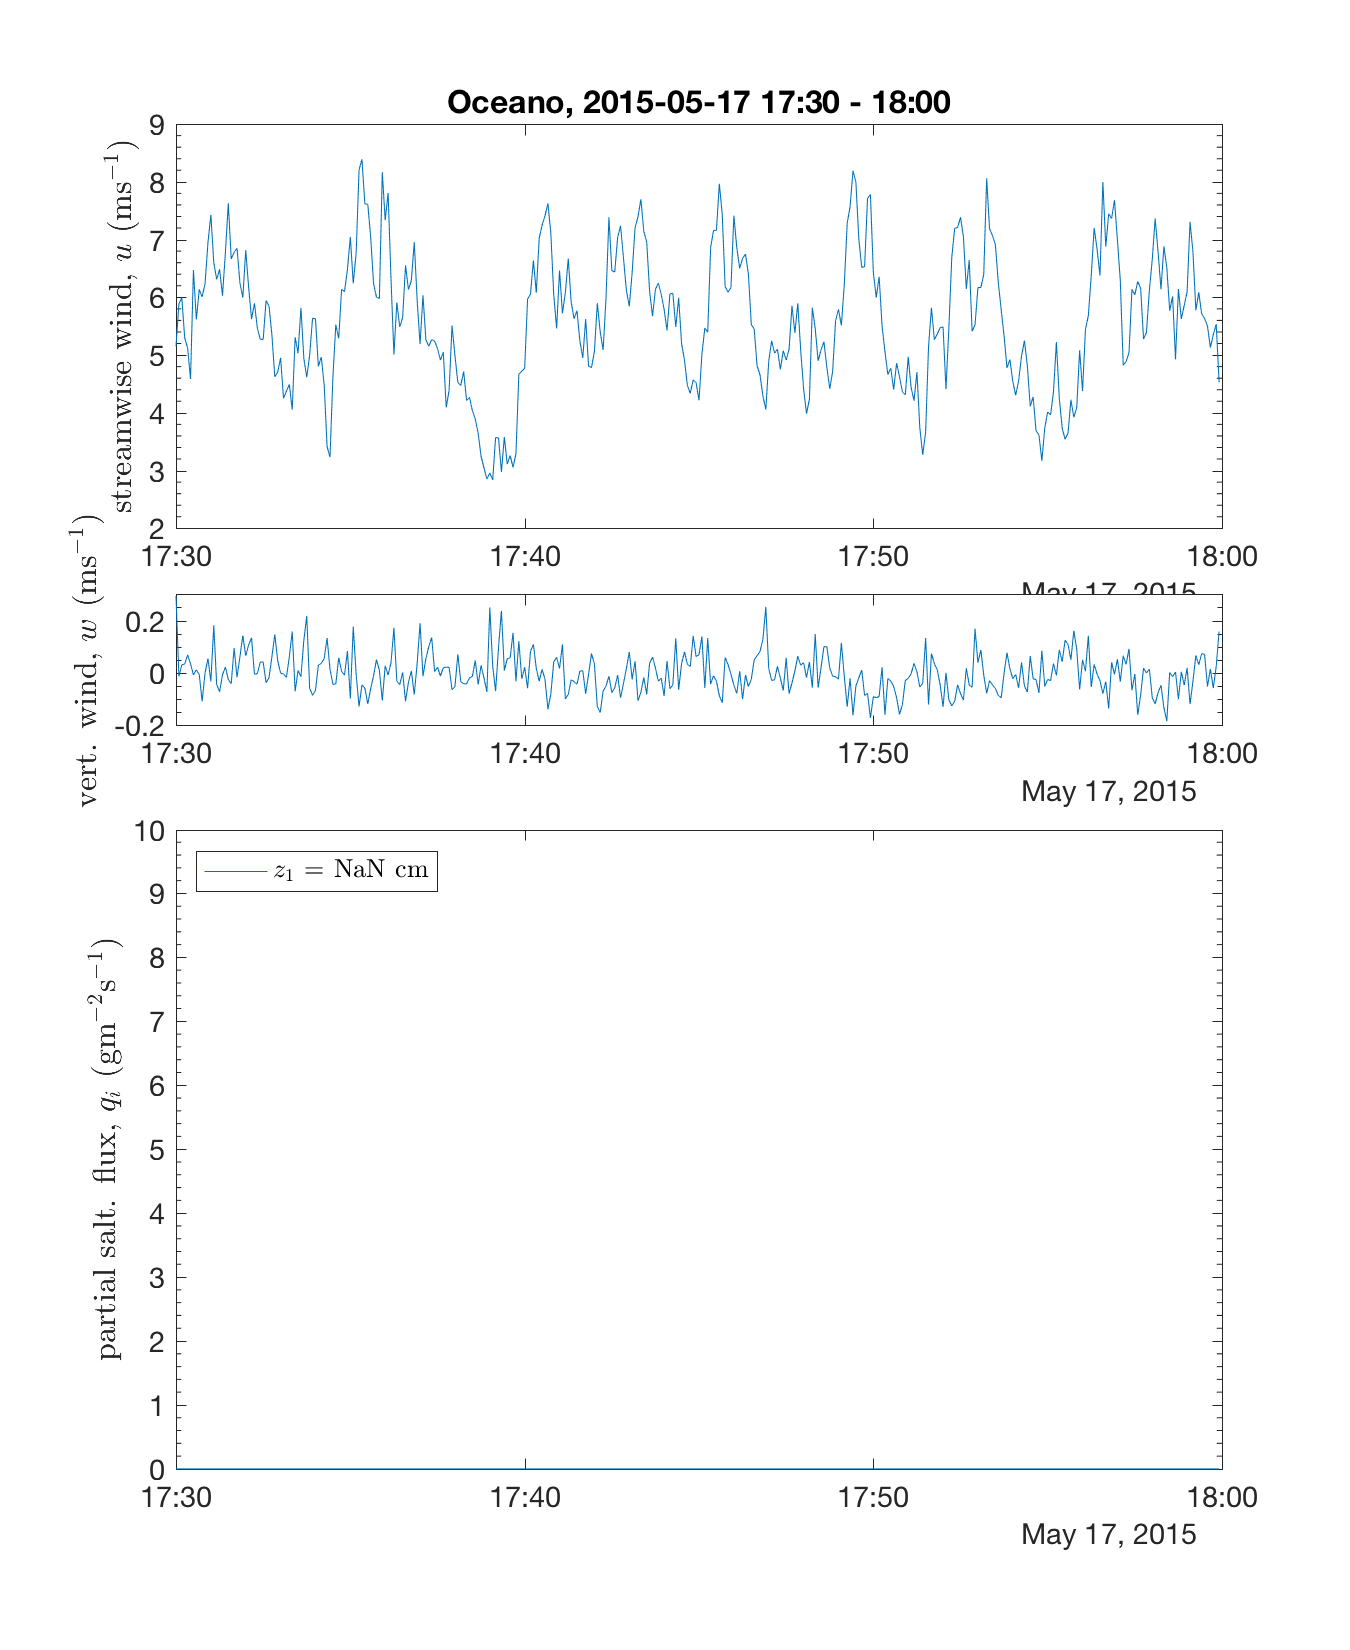 Oceano, 2015-05-17 17:30 - 18:00
streamwise wind, u (ms⁻¹)
9
8
7
6
5
4
3
2
17:30 17:40 17:50 18:00
May 17, 2015
vert. wind, w (ms⁻¹)
0.2
0
-0.2
17:30 17:40 17:50 18:00
May 17, 2015
partial salt. flux, qᵢ (gm⁻²s⁻¹)
10
9
8
7
6
5
4
3
2
1
0
z₁ = NaN cm
17:30 17:40 17:50 18:00
May 17, 2015